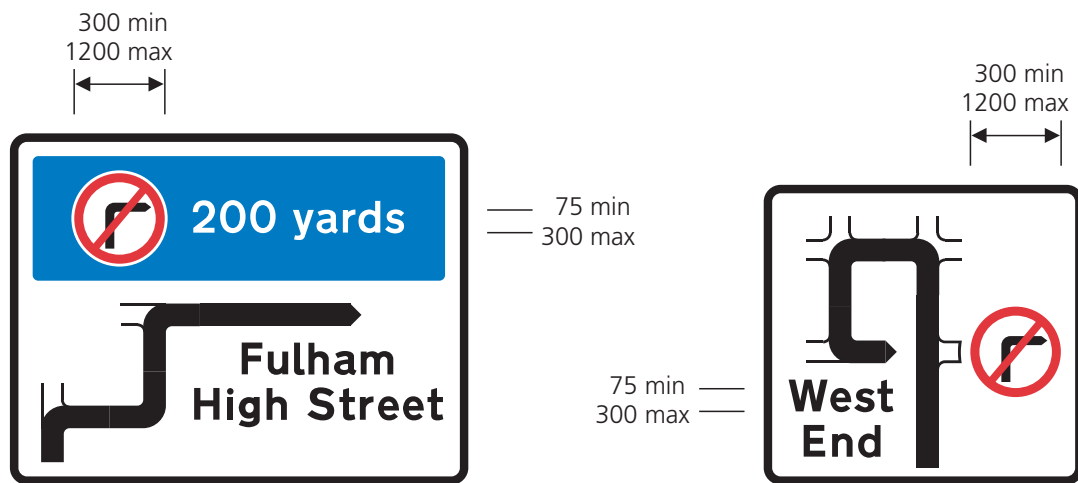 300 min
1200 max
200 yards
75 min
300 max
Fulham
High Street
300 min
1200 max
75 min
300 max
West
End